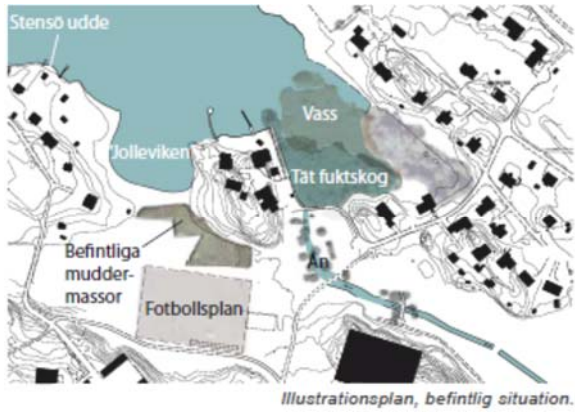 Stensö udde
Vass
Jolleviken
Tät fuktskog
Befintliga
mudder-
massor
Ån
Fotbollsplan
Illustrationsplan, befintlig situation.